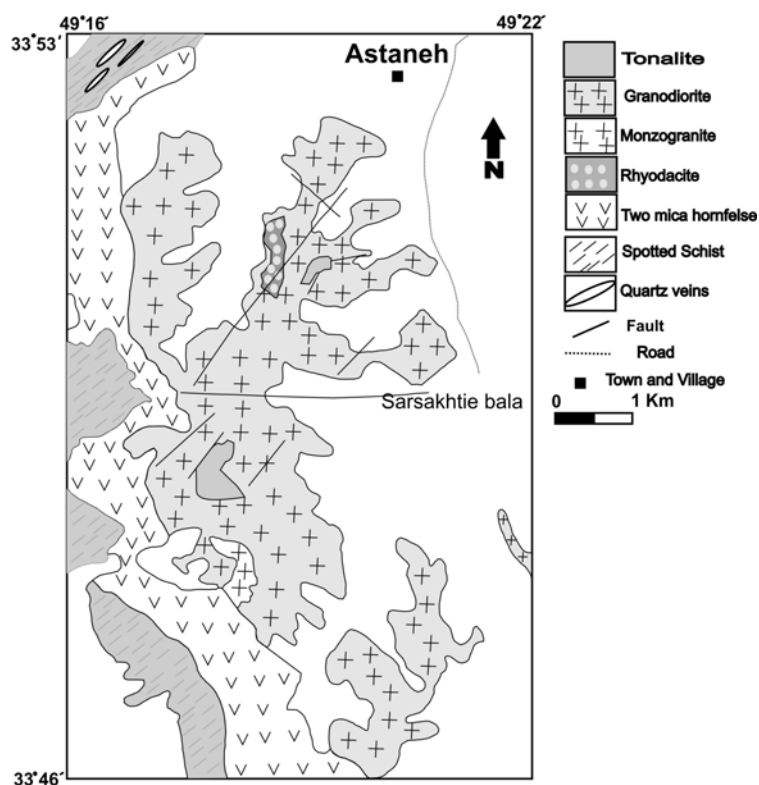 49°16′
49°22′
33°53′
Astaneh
N
Sarsakhtie bala
33°46′
Tonalite
Granodiorite
Monzogranite
Rhyodacite
Two mica hornfelse
Spotted Schist
Quartz veins
Fault
Road
Town and Village
0 1 Km